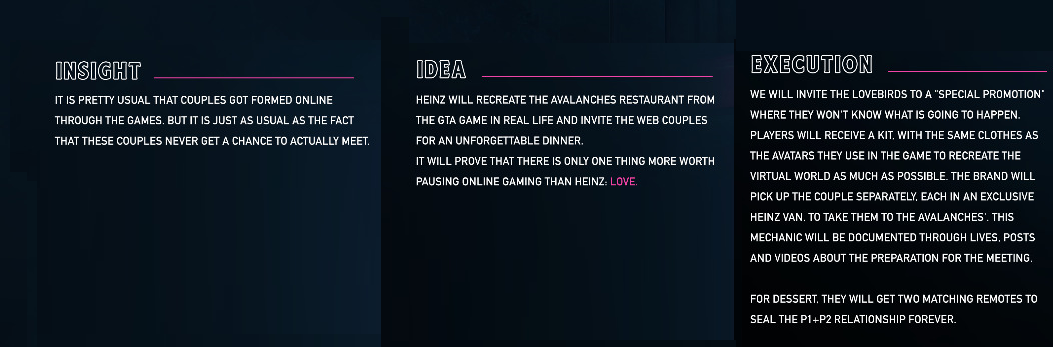 INSIGHT
IT IS PRETTY USUAL THAT COUPLES GOT FORMED ONLINE
THROUGH THE GAMES. BUT IT IS JUST AS USUAL AS THE FACT
THAT THESE COUPLES NEVER GET A CHANCE TO ACTUALLY MEET.
IDEA
HEINZ WILL RECREATE THE AVALANCHES RESTAURANT FROM
THE GTA GAME IN REAL LIFE AND INVITE THE WEB COUPLES
FOR AN UNFORGETTABLE DINNER.
IT WILL PROVE THAT THERE IS ONLY ONE THING MORE WORTH
PAUSING ONLINE GAMING THAN HEINZ: LOVE.
EXECUTION
WE WILL INVITE THE LOVEBIRDS TO A "SPECIAL PROMOTION"
WHERE THEY WON'T KNOW WHAT IS GOING TO HAPPEN.
PLAYERS WILL RECEIVE A KIT, WITH THE SAME CLOTHES AS
THE AVATARS THEY USE IN THE GAME TO RECREATE THE
VIRTUAL WORLD AS MUCH AS POSSIBLE. THE BRAND WILL
PICK UP THE COUPLE SEPARATELY, EACH IN AN EXCLUSIVE
HEINZ VAN, TO TAKE THEM TO THE AVALANCHES'. THIS
MECHANIC WILL BE DOCUMENTED THROUGH LIVES, POSTS
AND VIDEOS ABOUT THE PREPARATION FOR THE MEETING.
FOR DESSERT, THEY WILL GET TWO MATCHING REMOTES TO
SEAL THE P1+P2 RELATIONSHIP FOREVER.